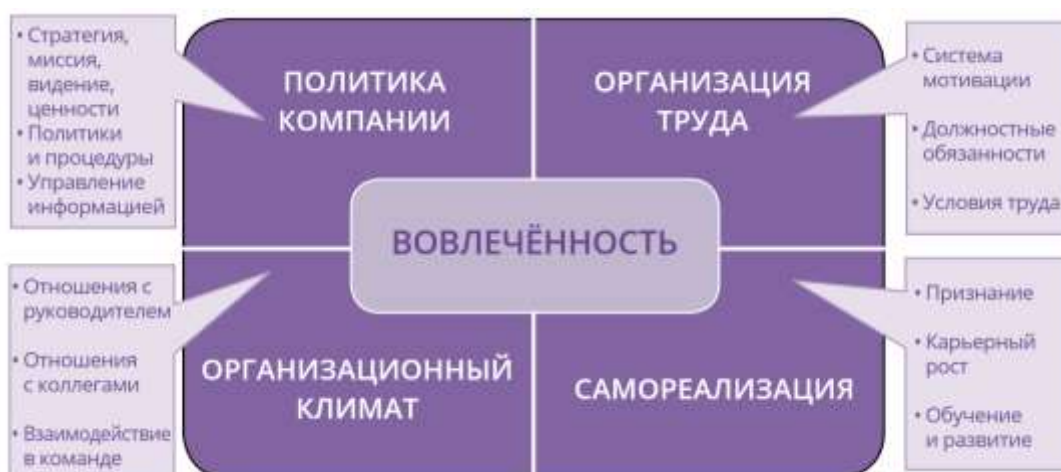 • Стратегия,
миссия,
видение,
ценности
• Политики
и процедуры
• Управление
информацией
ПОЛИТИКА
КОМПАНИИ
ОРГАНИЗАЦИЯ
ТРУДА
• Система
мотивации
• Должностные
обязанности
• Условия труда
ВОВЛЕЧЁННОСТЬ
• Отношения с
руководителем
• Отношения
с коллегами
• Взаимодействие
в команде
ОРГАНИЗАЦИОННЫЙ
КЛИМАТ
САМОРЕАЛИЗАЦИЯ
• Признание
• Карьерный
рост
• Обучение
и развитие